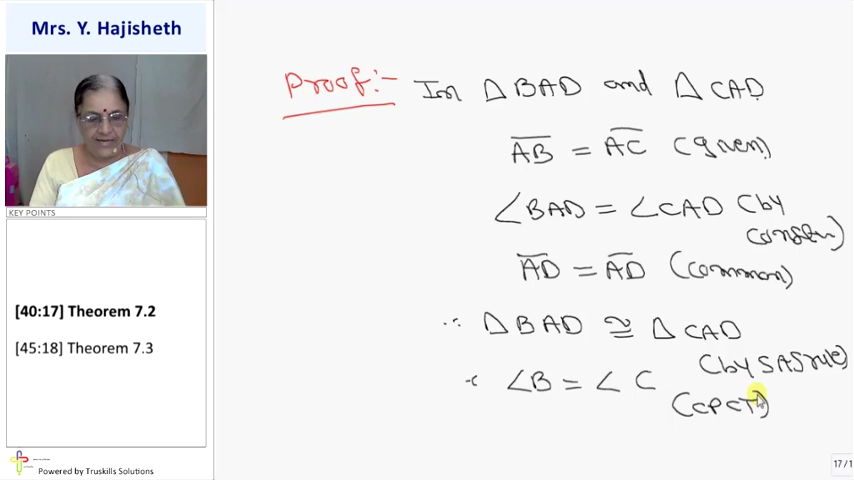 Mrs. Y. Hajisheth
KEY POINTS
[40:17] Theorem 7.2
[45:18] Theorem 7.3
Powered by Truskills Solutions
Proof:- In △BAD and △CAD
AB = AC (given)
∠BAD = ∠CAD (by
constr)
AD = AD (common)
∴ △BAD ≅ △CAD
(by SAS rule)
∴ ∠B = ∠C
(CPCT)
17/1